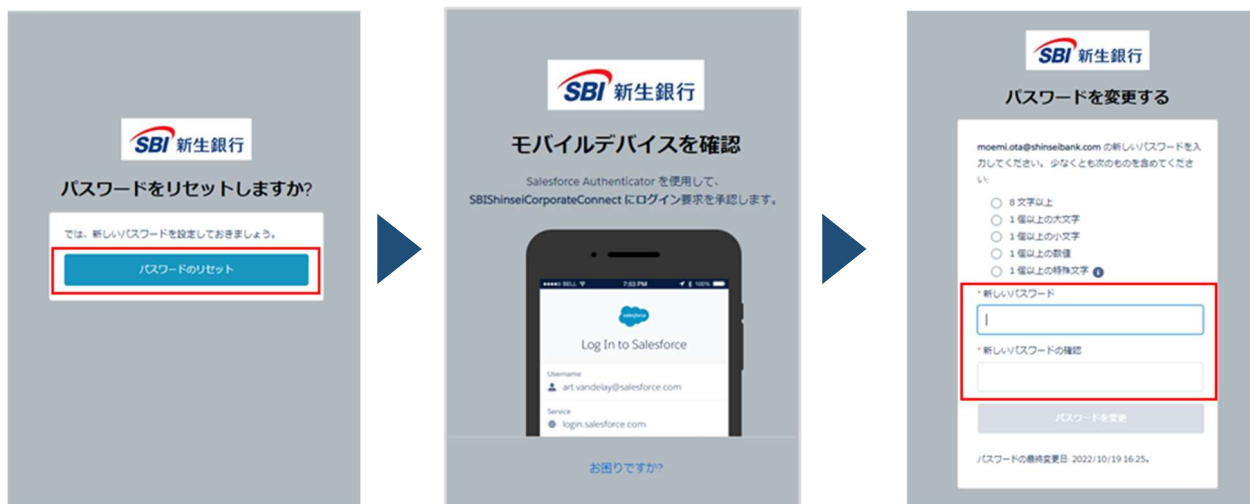 SBI 新生銀行
パスワードをリセットしますか?
では、新しいパスワードを設定しておきましょう。
パスワードのリセット
SBI 新生銀行
モバイルデバイスを確認
Salesforce Authenticator を使用して、
SBIShinseiCorporateConnect にログイン要求を承認します。
BELL 7:53 PM 100%
salesforce
Log In to Salesforce
Username
art.vandelay@salesforce.com
Service
login.salesforce.com
お困りですか?
SBI 新生銀行
パスワードを変更する
moemi.ota@shinseibank.com の新しいパスワードを入
力してください。 少なくとも次のものを含めてくださ
い:
8 文字以上
1 個以上の大文字
1 個以上の小文字
1 個以上の数値
1 個以上の特殊文字
* 新しいパスワード
* 新しいパスワードの確認
パスワードを変更
パスワードの最終変更日: 2022/10/19 16:25。